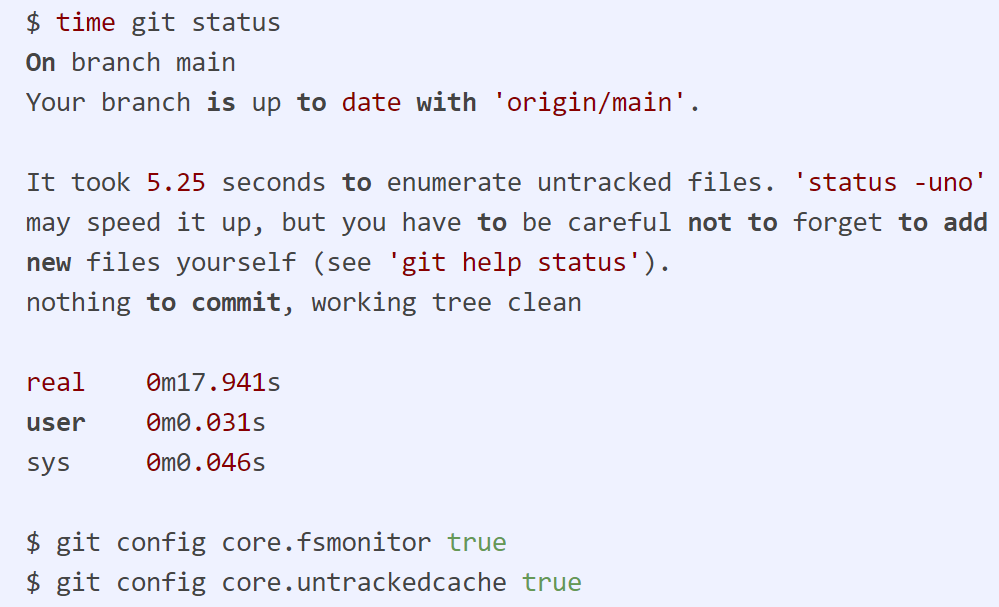 $ time git status
On branch main
Your branch is up to date with 'origin/main'.
It took 5.25 seconds to enumerate untracked files. 'status -uno'
may speed it up, but you have to be careful not to forget to add
new files yourself (see 'git help status').
nothing to commit, working tree clean
real    0m17.941s
user    0m0.031s
sys     0m0.046s
$ git config core.fsmonitor true
$ git config core.untrackedcache true